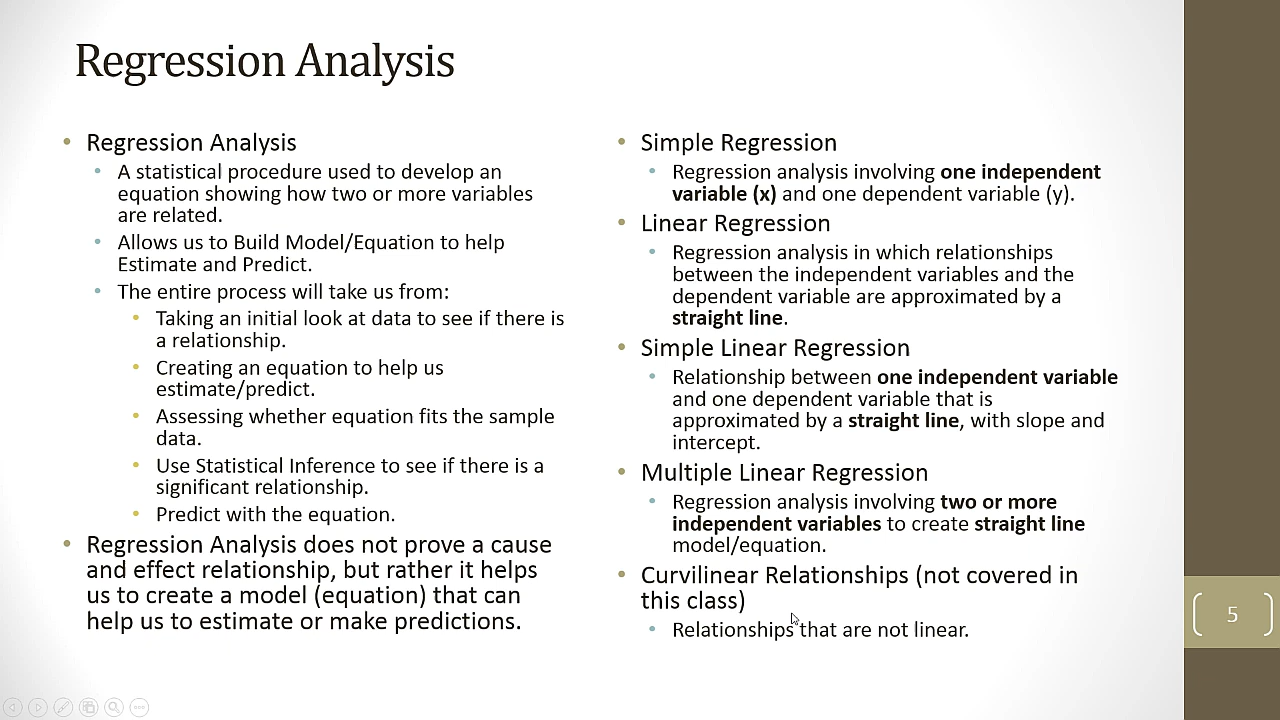 Regression Analysis
• Regression Analysis
• A statistical procedure used to develop an
equation showing how two or more variables
are related.
• Allows us to Build Model/Equation to help
Estimate and Predict.
• The entire process will take us from:
• Taking an initial look at data to see if there is
a relationship.
• Creating an equation to help us
estimate/predict.
• Assessing whether equation fits the sample
data.
• Use Statistical Inference to see if there is a
significant relationship.
• Predict with the equation.
• Regression Analysis does not prove a cause
and effect relationship, but rather it helps
us to create a model (equation) that can
help us to estimate or make predictions.
• Simple Regression
• Regression analysis involving one independent
variable (x) and one dependent variable (y).
• Linear Regression
• Regression analysis in which relationships
between the independent variables and the
dependent variable are approximated by a
straight line.
• Simple Linear Regression
• Relationship between one independent variable
and one dependent variable that is
approximated by a straight line, with slope and
intercept.
• Multiple Linear Regression
• Regression analysis involving two or more
independent variables to create straight line
model/equation.
• Curvilinear Relationships (not covered in
this class)
• Relationships that are not linear.
5